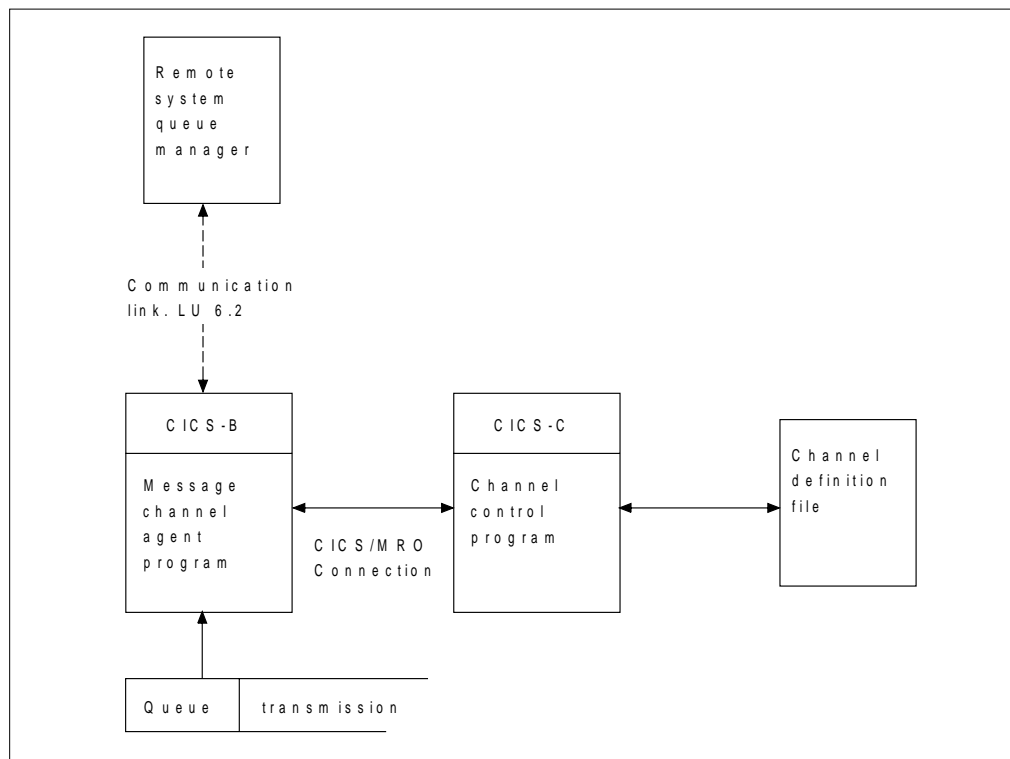 Remote
system
queue
manager
Communication
link. LU 6.2
CICS-B
Message
channel
agent
program
CICS/MRO
Connection
CICS-C
Channel
control
program
Channel
definition
file
Queue
transmission